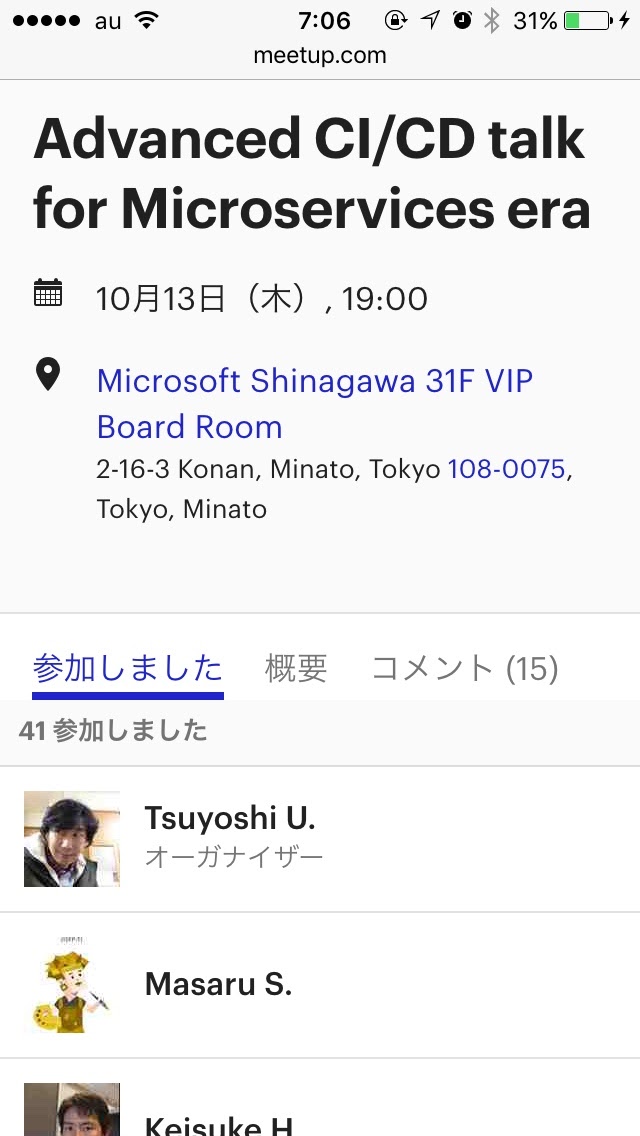 au 7:06 31%
meetup.com
Advanced CI/CD talk
for Microservices era
10月13日（木）, 19:00
Microsoft Shinagawa 31F VIP
Board Room
2-16-3 Konan, Minato, Tokyo 108-0075,
Tokyo, Minato
参加しました 概要 コメント (15)
41 参加しました
Tsuyoshi U.
オーガナイザー
Masaru S.
Keisuke H